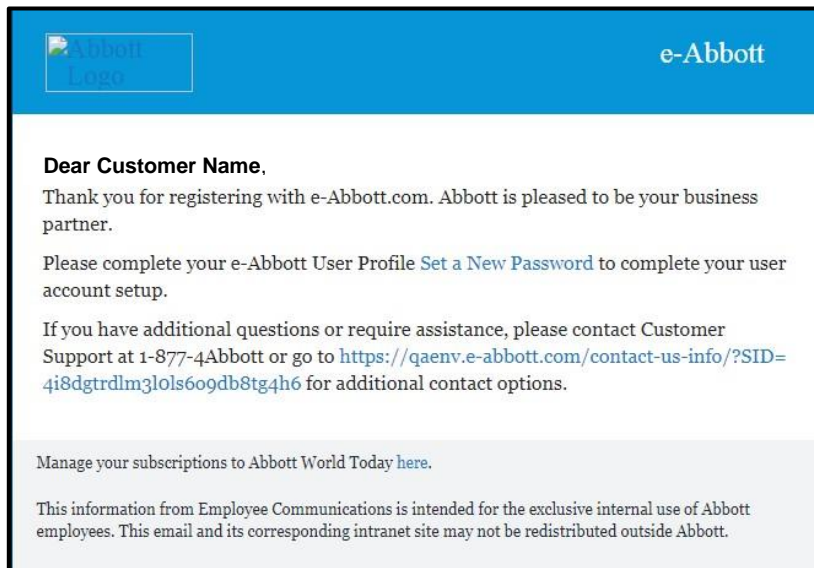 Abbott
Logo
e-Abbott
Dear Customer Name,
Thank you for registering with e-Abbott.com. Abbott is pleased to be your business
partner.
Please complete your e-Abbott User Profile Set a New Password to complete your user
account setup.
If you have additional questions or require assistance, please contact Customer
Support at 1-877-4Abbott or go to https://qaenv.e-abbott.com/contact-us-info/?SID=
4i8dgtrdlm3l0ls6o9db8tg4h6 for additional contact options.
Manage your subscriptions to Abbott World Today here.
This information from Employee Communications is intended for the exclusive internal use of Abbott
employees. This email and its corresponding intranet site may not be redistributed outside Abbott.